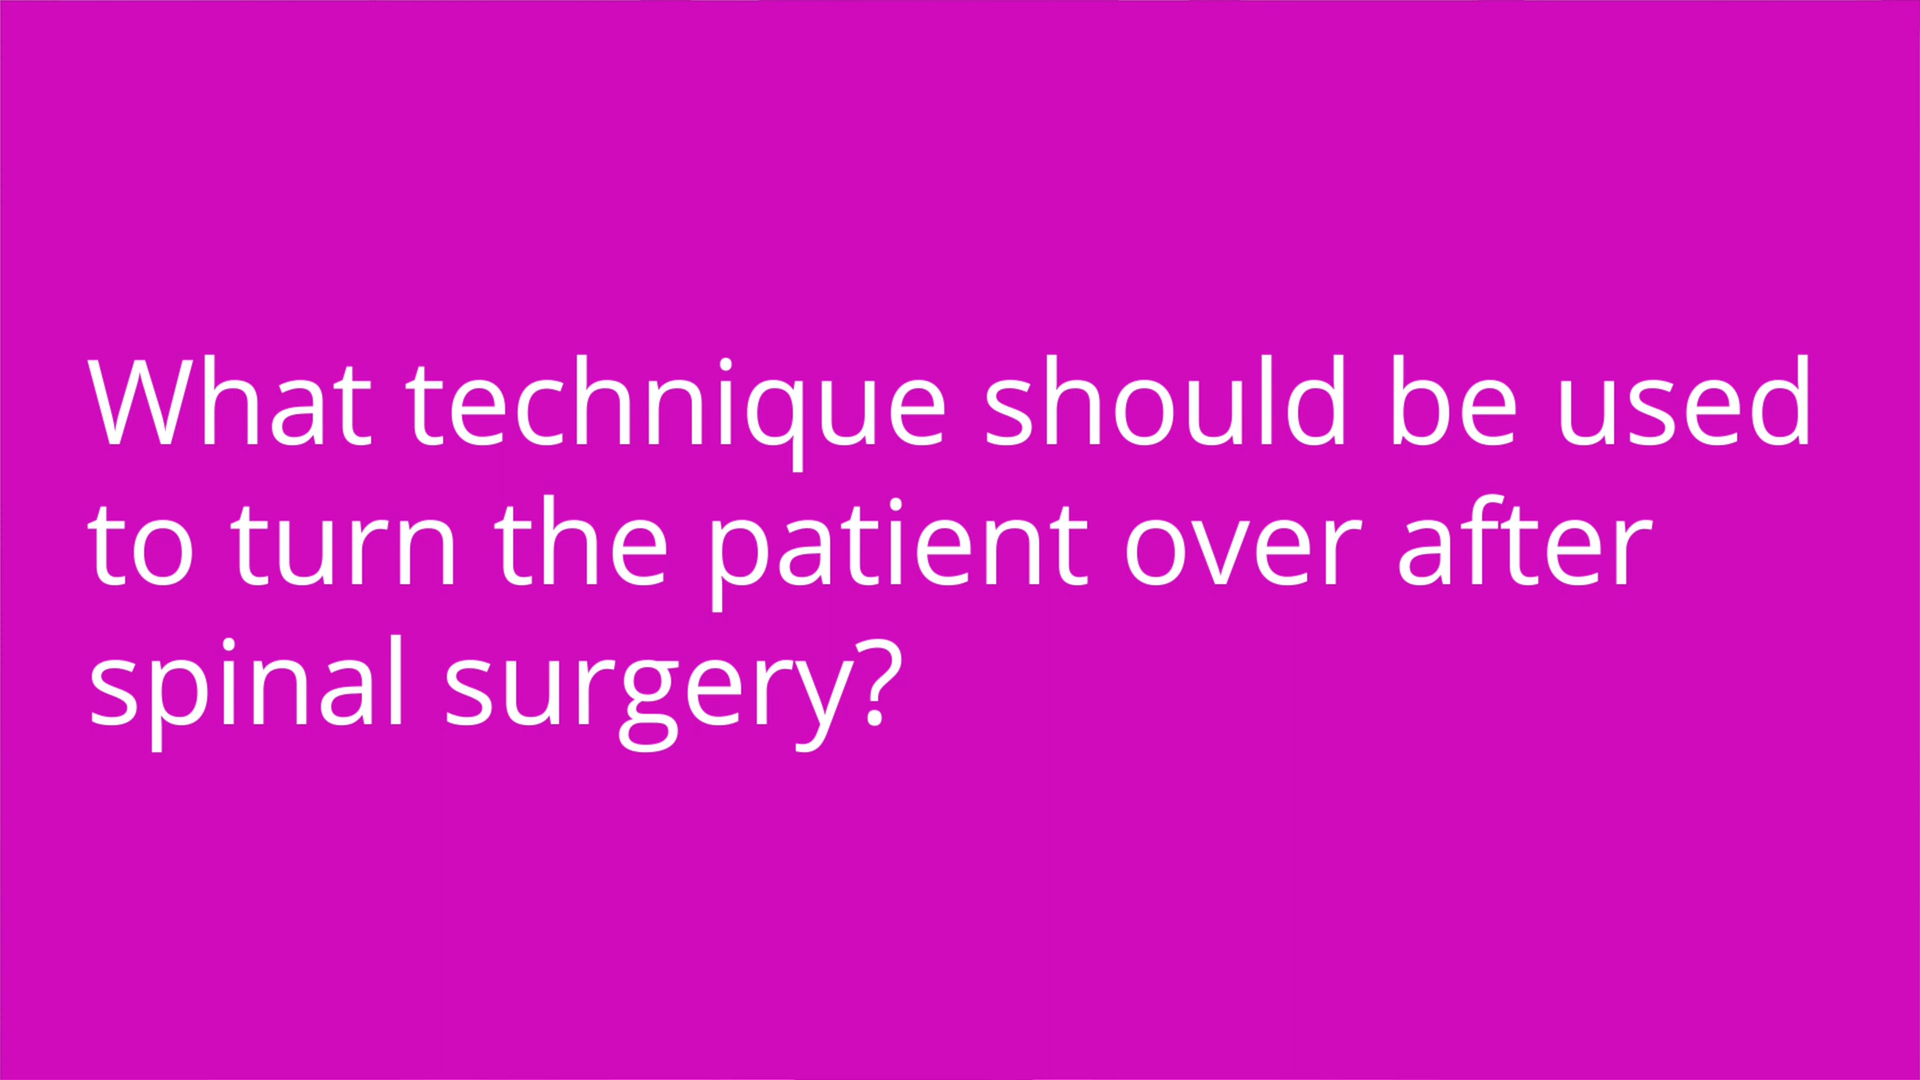 What technique should be used
to turn the patient over after
spinal surgery?